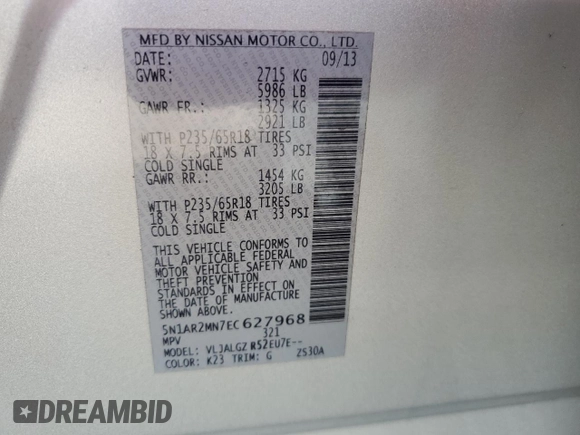 MFD BY NISSAN MOTOR CO., LTD.
DATE: 09/13
GVWR: 2715 KG
5986 LB
GAWR FR.: 1325 KG
2921 LB
WITH P235/65R18 TIRES
18 X 7.5 RIMS AT 33 PSI
COLD SINGLE
GAWR RR.: 1454 KG
3205 LB
WITH P235/65R18 TIRES
18 X 7.5 RIMS AT 33 PSI
COLD SINGLE
THIS VEHICLE CONFORMS TO
ALL APPLICABLE FEDERAL
MOTOR VEHICLE SAFETY AND
THEFT PREVENTION
STANDARDS IN EFFECT ON
THE DATE OF MANUFACTURE
SHOWN ABOVE.
5N1AR2MN7EC627968
MPV 321
MODEL: VLJALGZ R52EU7E--
COLOR: K23 TRIM: G 2530A
DREAMBID